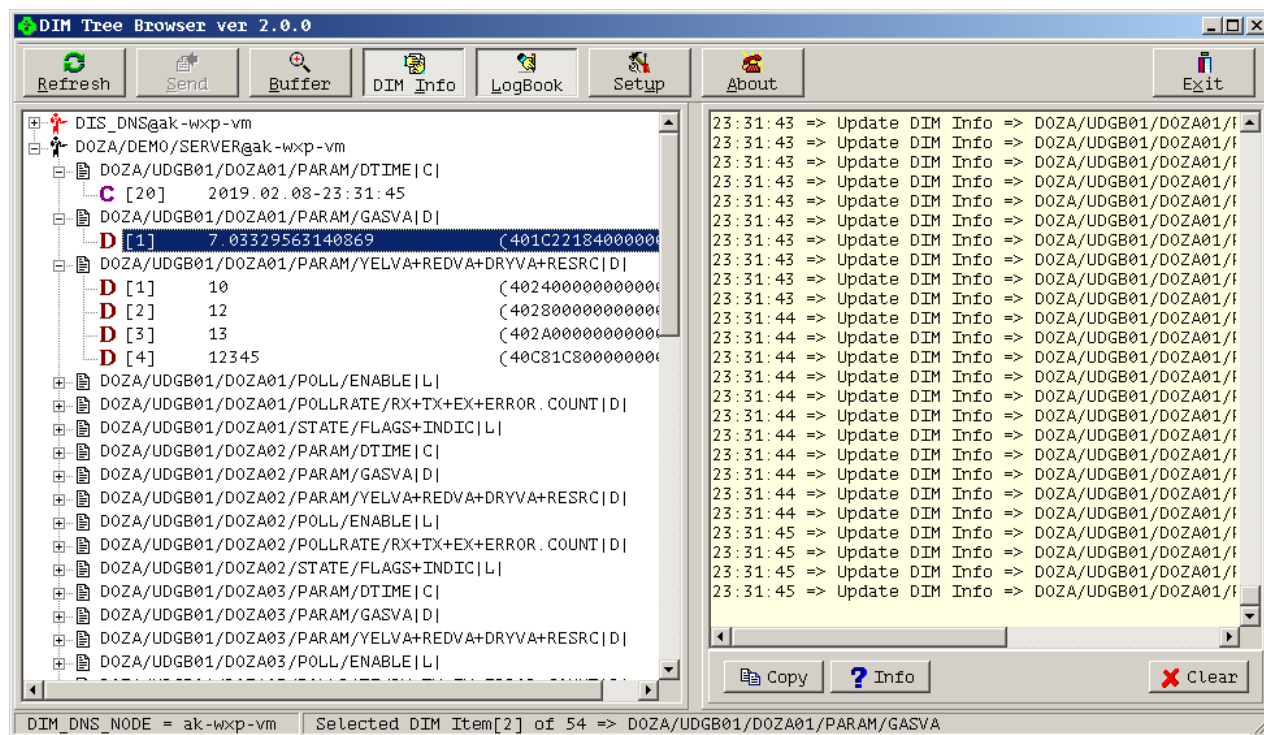 DIM Tree Browser ver 2.0.0
Refresh Send Buffer DIM Info LogBook Setup About Exit
DIS_DNS@ak-wxp-vm
DOZA/DEMO/SERVER@ak-wxp-vm
DOZA/UDGB01/DOZA01/PARAM/DTIME|C|
C [20] 2019.02.08-23:31:45
DOZA/UDGB01/DOZA01/PARAM/GASVA|D|
D [1] 7.03329563140869 (401C2218400000
DOZA/UDGB01/DOZA01/PARAM/YELVA+REDVA+DRYVA+RESRC|D|
D [1] 10 (40240000000000
D [2] 12 (40280000000000
D [3] 13 (402A0000000000
D [4] 12345 (40C81C80000000
DOZA/UDGB01/DOZA01/POLL/ENABLE|L|
DOZA/UDGB01/DOZA01/POLLRATE/RX+TX+EX+ERROR.COUNT|D|
DOZA/UDGB01/DOZA01/STATE/FLAGS+INDIC|L|
DOZA/UDGB01/DOZA02/PARAM/DTIME|C|
DOZA/UDGB01/DOZA02/PARAM/GASVA|D|
DOZA/UDGB01/DOZA02/PARAM/YELVA+REDVA+DRYVA+RESRC|D|
DOZA/UDGB01/DOZA02/POLL/ENABLE|L|
DOZA/UDGB01/DOZA02/POLLRATE/RX+TX+EX+ERROR.COUNT|D|
DOZA/UDGB01/DOZA02/STATE/FLAGS+INDIC|L|
DOZA/UDGB01/DOZA03/PARAM/DTIME|C|
DOZA/UDGB01/DOZA03/PARAM/GASVA|D|
DOZA/UDGB01/DOZA03/PARAM/YELVA+REDVA+DRYVA+RESRC|D|
DOZA/UDGB01/DOZA03/POLL/ENABLE|L|
23:31:43 => Update DIM Info => DOZA/UDGB01/DOZA01/
23:31:43 => Update DIM Info => DOZA/UDGB01/DOZA01/
23:31:43 => Update DIM Info => DOZA/UDGB01/DOZA01/
23:31:43 => Update DIM Info => DOZA/UDGB01/DOZA01/
23:31:43 => Update DIM Info => DOZA/UDGB01/DOZA01/
23:31:43 => Update DIM Info => DOZA/UDGB01/DOZA01/
23:31:43 => Update DIM Info => DOZA/UDGB01/DOZA01/
23:31:43 => Update DIM Info => DOZA/UDGB01/DOZA01/
23:31:43 => Update DIM Info => DOZA/UDGB01/DOZA01/
23:31:43 => Update DIM Info => DOZA/UDGB01/DOZA01/
23:31:44 => Update DIM Info => DOZA/UDGB01/DOZA01/
23:31:44 => Update DIM Info => DOZA/UDGB01/DOZA01/
23:31:44 => Update DIM Info => DOZA/UDGB01/DOZA01/
23:31:44 => Update DIM Info => DOZA/UDGB01/DOZA01/
23:31:44 => Update DIM Info => DOZA/UDGB01/DOZA01/
23:31:44 => Update DIM Info => DOZA/UDGB01/DOZA01/
23:31:44 => Update DIM Info => DOZA/UDGB01/DOZA01/
23:31:44 => Update DIM Info => DOZA/UDGB01/DOZA01/
23:31:44 => Update DIM Info => DOZA/UDGB01/DOZA01/
23:31:44 => Update DIM Info => DOZA/UDGB01/DOZA01/
23:31:44 => Update DIM Info => DOZA/UDGB01/DOZA01/
23:31:45 => Update DIM Info => DOZA/UDGB01/DOZA01/
23:31:45 => Update DIM Info => DOZA/UDGB01/DOZA01/
23:31:45 => Update DIM Info => DOZA/UDGB01/DOZA01/
23:31:45 => Update DIM Info => DOZA/UDGB01/DOZA01/
Copy ? Info Clear
DIM_DNS_NODE = ak-wxp-vm Selected DIM Item[2] of 54 => DOZA/UDGB01/DOZA01/PARAM/GASVA